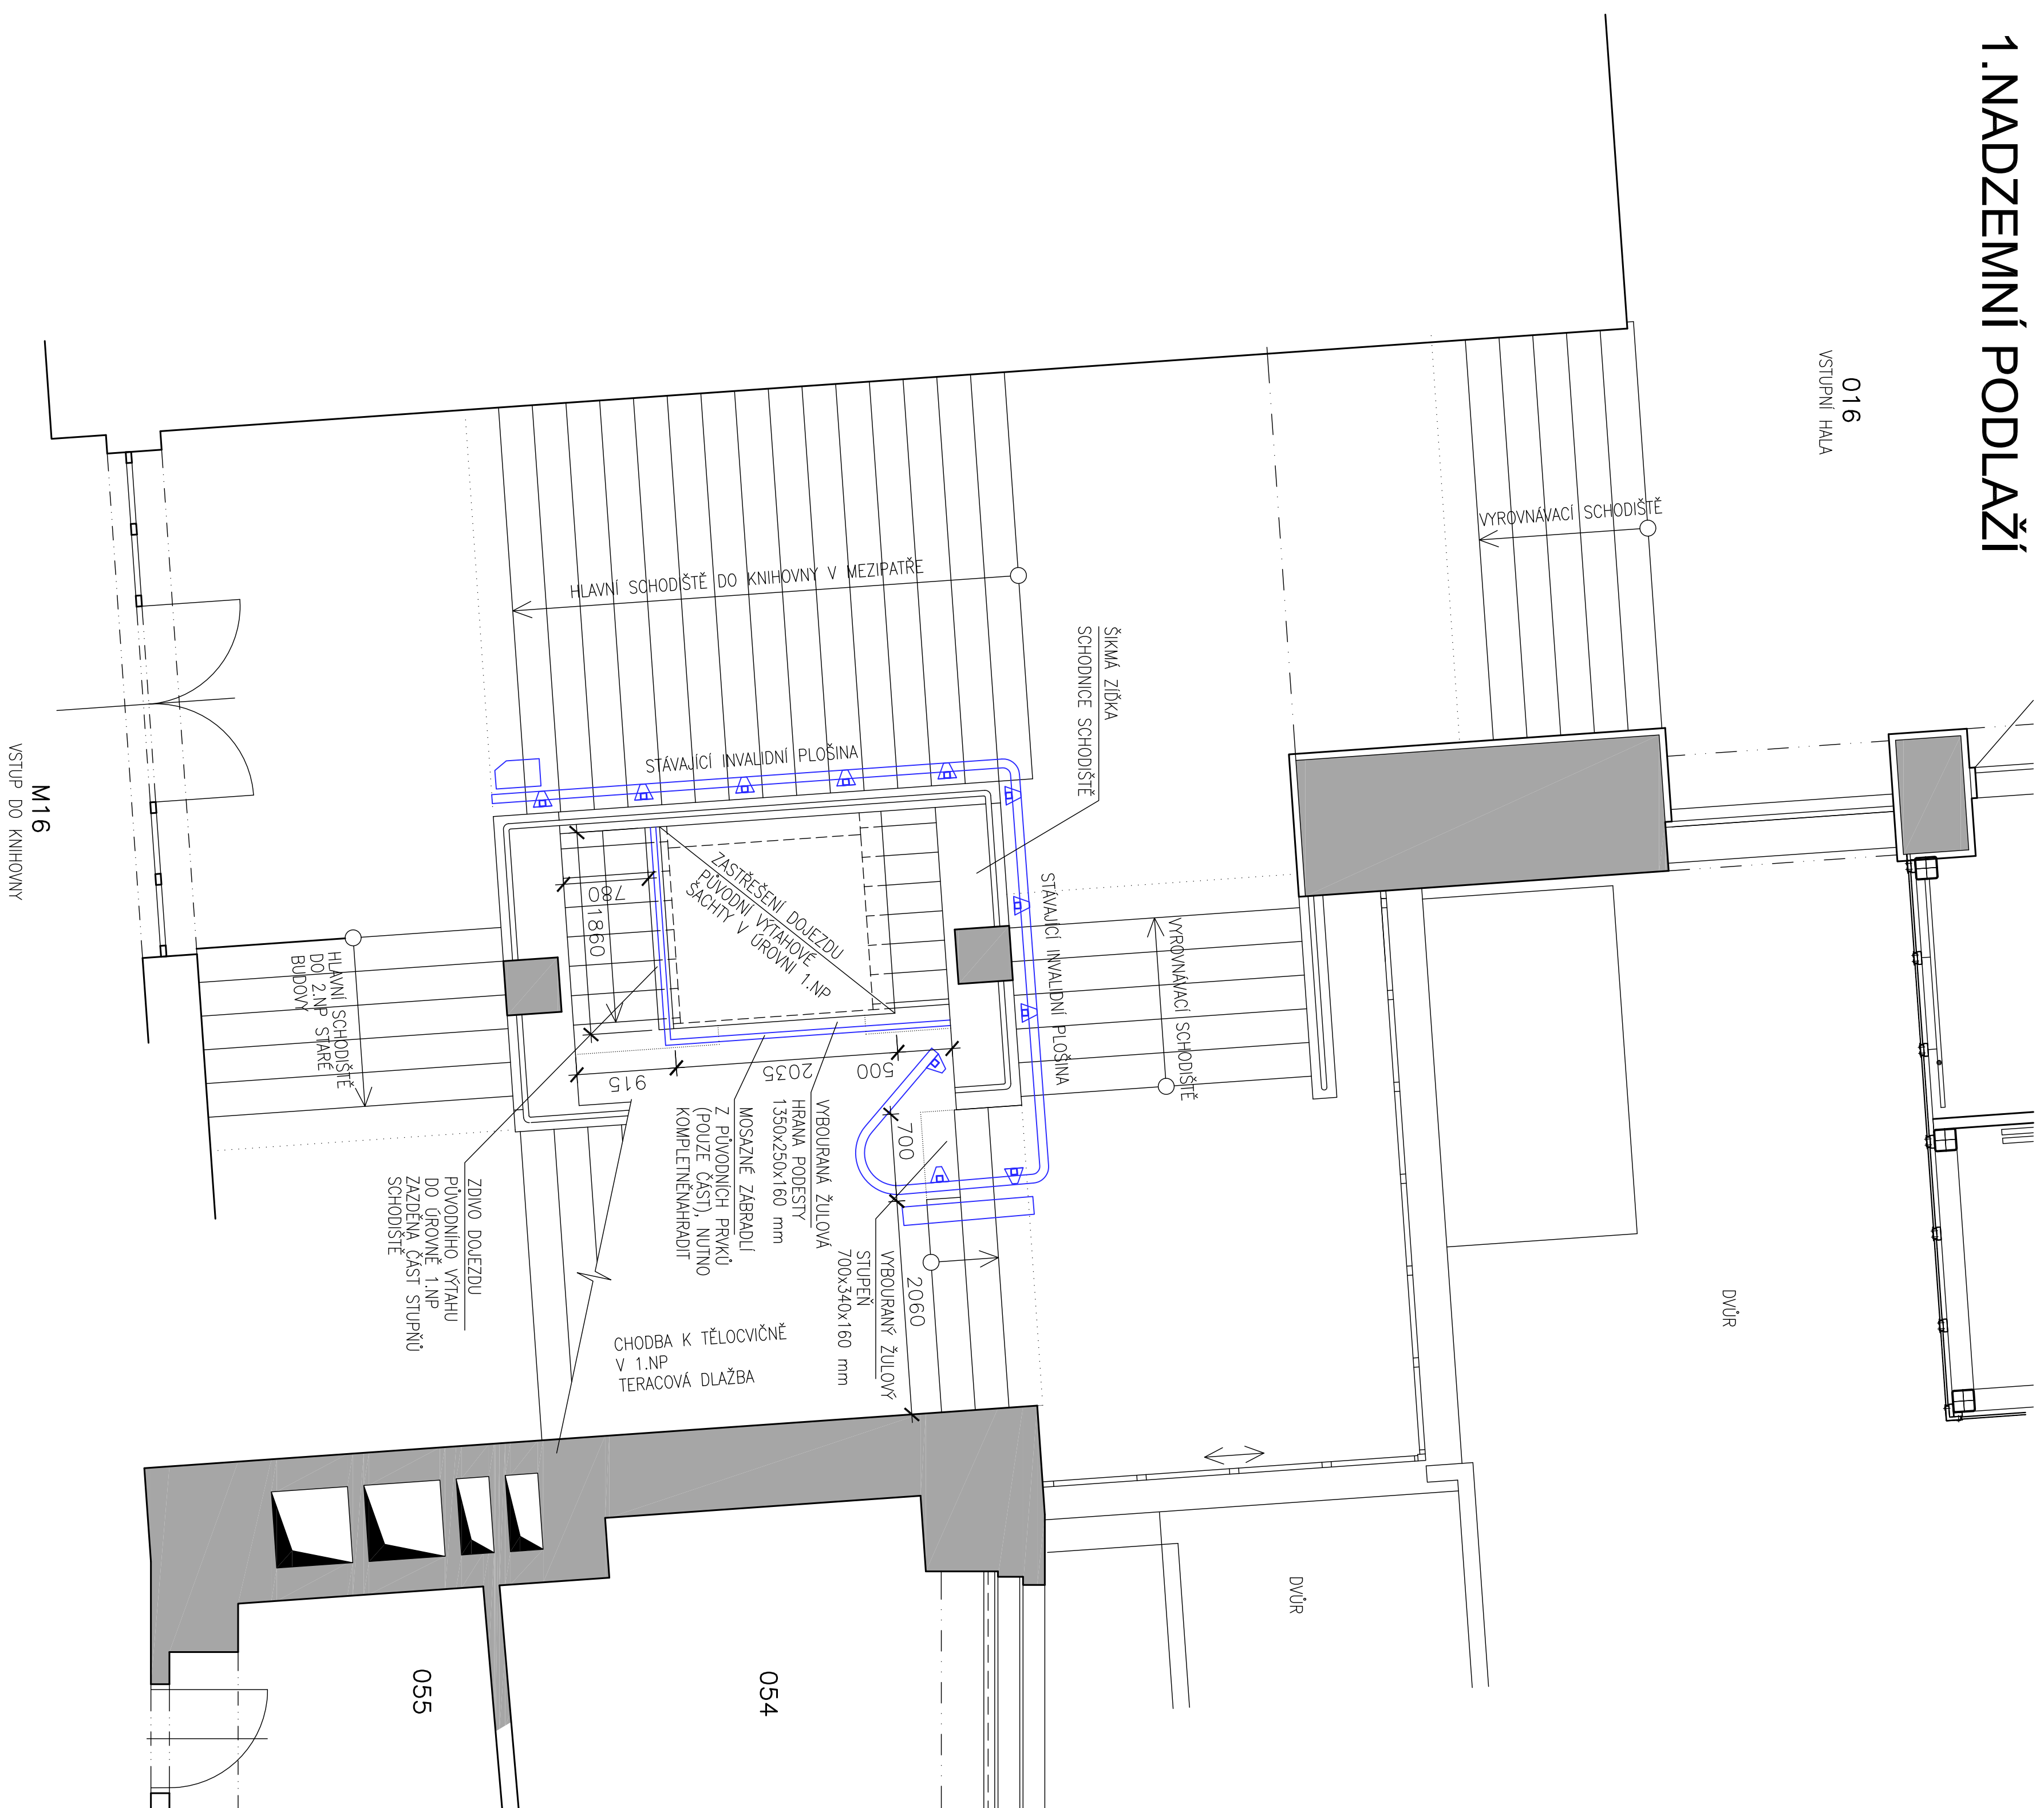 1.NADZEMNÍ PODLAŽÍ
016
VSTUPNÍ HALA
VYROVNÁVACÍ SCHODIŠTĚ
HLAVNÍ SCHODIŠTĚ DO KNIHOVNY V MEZIPATŘE
ŠIKMÁ ZÍĎKA
SCHODNICE SCHODIŠTĚ
STÁVAJÍCÍ INVALIDNÍ PLOŠINA
M16
VSTUP DO KNIHOVNY
ZASTŘEŠENÍ DOJEZDU
PŮVODNÍ VÝTAHOVÉ
ŠACHTY V ÚROVNI 1.NP
780
1860
STÁVAJÍCÍ INVALIDNÍ PLOŠINA
VYROVNÁVACÍ SCHODIŠTĚ
HLAVNÍ SCHODIŠTĚ
DO 2.NP STARÉ
BUDOVY
915
2035
500
700
2060
VYBOURANÁ ŽULOVÁ
HRANA PODESTY
1350x250x160 mm
MOSAZNÉ ZÁBRADLÍ
Z PŮVODNÍCH PRVKŮ
(POUZE ČÁST), NUTNO
KOMPLETNĚNAHRADIT
VYBOURANÝ ŽULOVÝ
STUPEŇ
700x340x160 mm
ZDIVO DOJEZDU
PŮVODNÍHO VÝTAHU
DO ÚROVNĚ 1.NP
ZAZDĚNA ČÁST STUPŇŮ
SCHODIŠTĚ
CHODBA K TĚLOCVIČNĚ
V 1.NP
TERACOVÁ DLAŽBA
DVŮR
DVŮR
054
055